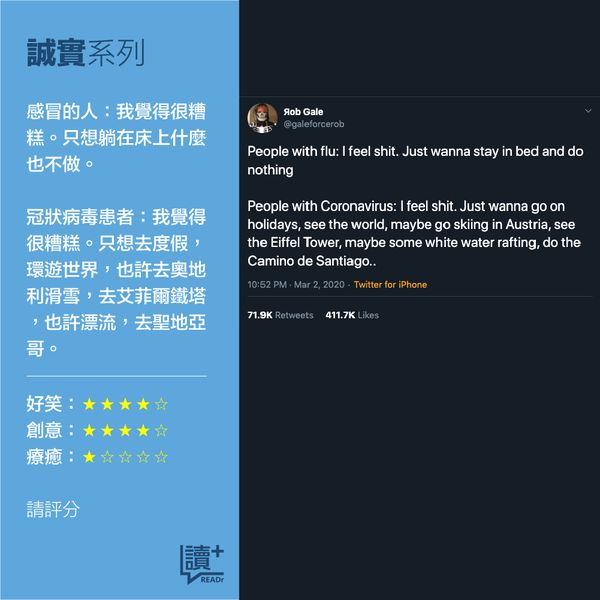 誠實系列
感冒的人：我覺得很糟
糕。只想躺在床上什麼
也不做。
冠狀病毒患者：我覺得
很糟糕。只想去度假，
環遊世界，也許去奧地
利滑雪，去艾菲爾鐵塔
，也許漂流，去聖地亞
哥。
好笑：★★★★☆
創意：★★★★☆
療癒：★☆☆☆☆
請評分
讀+
READr
Яob Gale
@galeforcerob
People with flu: I feel shit. Just wanna stay in bed and do
nothing
People with Coronavirus: I feel shit. Just wanna go on
holidays, see the world, maybe go skiing in Austria, see
the Eiffel Tower, maybe some white water rafting, do the
Camino de Santiago..
10:52 PM · Mar 2, 2020 · Twitter for iPhone
71.9K Retweets 411.7K Likes